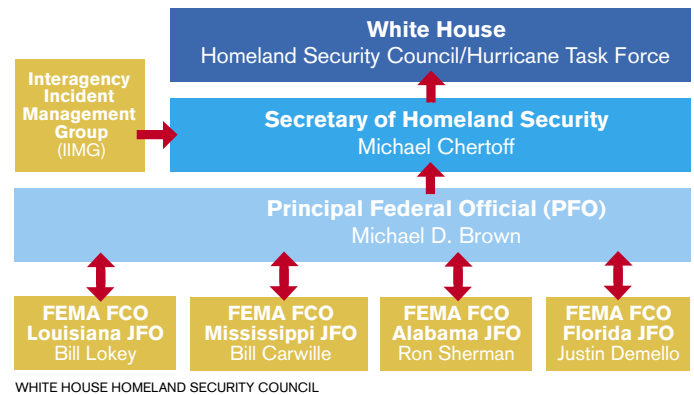 White House
Homeland Security Council/Hurricane Task Force
Interagency
Incident
Management
Group
(IIMG)
Secretary of Homeland Security
Michael Chertoff
Principal Federal Official (PFO)
Michael D. Brown
FEMA FCO
Louisiana JFO
Bill Lokey
FEMA FCO
Mississippi JFO
Bill Carwille
FEMA FCO
Alabama JFO
Ron Sherman
FEMA FCO
Florida JFO
Justin Demello
WHITE HOUSE HOMELAND SECURITY COUNCIL